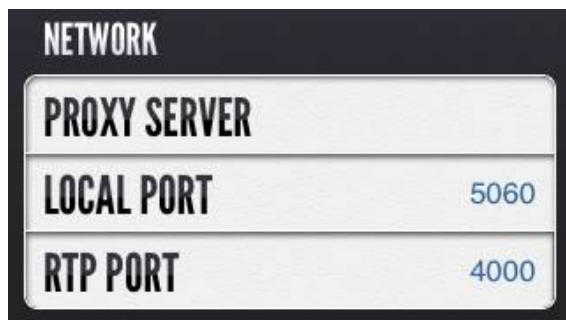 NETWORK
PROXY SERVER
LOCAL PORT 5060
RTP PORT 4000